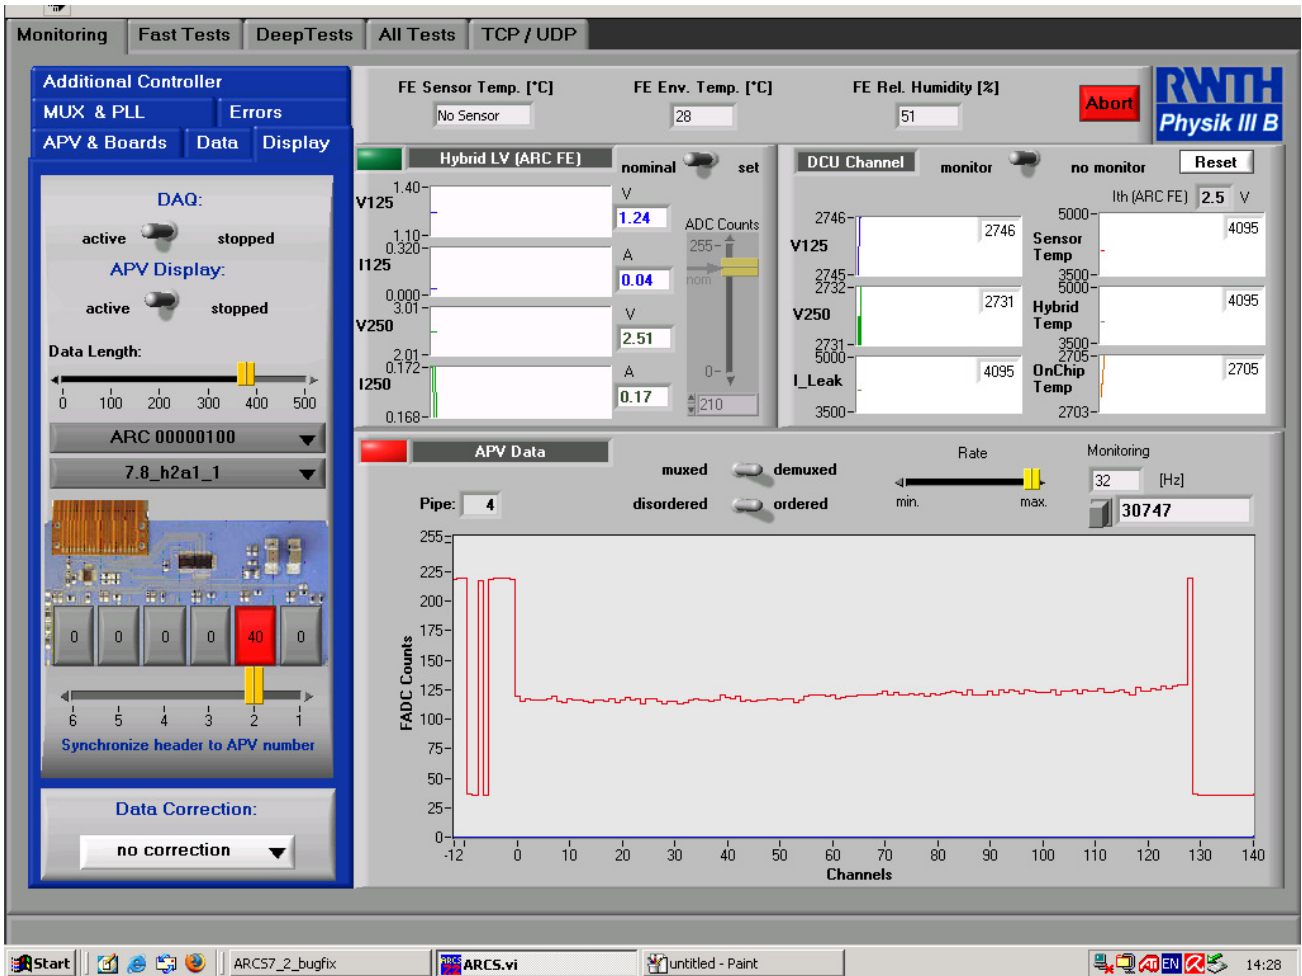 Monitoring Fast Tests DeepTests All Tests TCP / UDP
Additional Controller
MUX & PLL Errors
APV & Boards Data Display
FE Sensor Temp. [°C] FE Env. Temp. [°C] FE Rel. Humidity [%]
No Sensor 28 51
Abort
RWTH
Physik III B
DAQ:
active stopped
APV Display:
active stopped
Data Length:
0 100 200 300 400 500
ARC 00000100
7.8_h2a1_1
0 0 0 0 40 0
6 5 4 3 2 1
Synchronize header to APV number
Data Correction:
no correction
Hybrid LV (ARC FE) nominal set
V125 1.40 1.10 V 1.24
I125 0.320 0.000 A 0.04
V250 3.01 2.01 V 2.51
I250 0.172 0.168 A 0.17
ADC Counts
255
nom
0
210
DCU Channel monitor no monitor Reset
Ith (ARC FE) 2.5 V
V125 2746 2745 2746
V250 2732 2731 2731
I_Leak 5000 3500 4095
Sensor Temp 5000 3500 4095
Hybrid Temp 5000 3500 4095
OnChip Temp 2705 2703 2705
APV Data
muxed demuxed
Pipe: 4 disordered ordered
Rate
min. max.
Monitoring
32 [Hz]
30747
255
225
200
175
150
125
100
75
50
25
0
FADC Counts
-12 0 10 20 30 40 50 60 70 80 90 100 110 120 130 140
Channels
Start ARCS7_2_bugfix ARCS ARCS.vi untitled - Paint EN 14:28